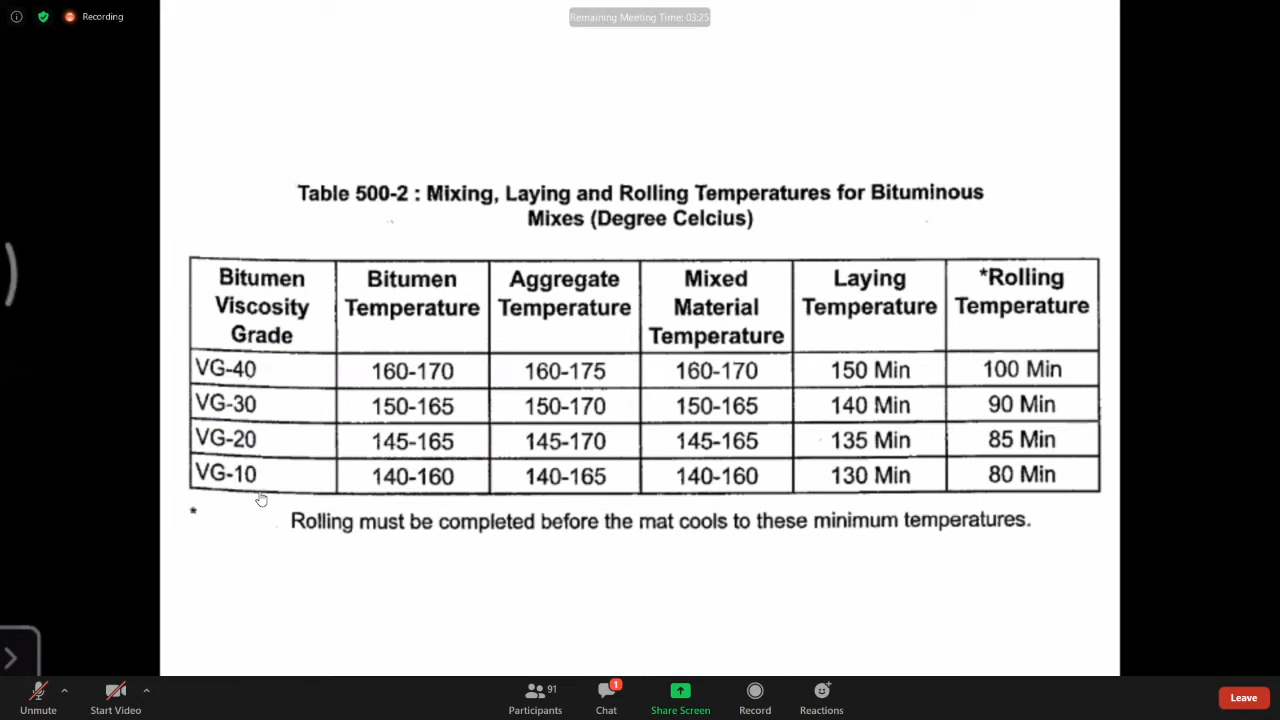 Recording
Remaining Meeting Time: 03:25
Table 500-2 : Mixing, Laying and Rolling Temperatures for Bituminous
Mixes (Degree Celcius)
Bitumen Viscosity Grade Bitumen Temperature Aggregate Temperature Mixed Material Temperature Laying Temperature *Rolling Temperature
VG-40 160-170 160-175 160-170 150 Min 100 Min
VG-30 150-165 150-170 150-165 140 Min 90 Min
VG-20 145-165 145-170 145-165 135 Min 85 Min
VG-10 140-160 140-165 140-160 130 Min 80 Min
* Rolling must be completed before the mat cools to these minimum temperatures.
Unmute Start Video Participants 91 Chat 1 Share Screen Record Reactions Leave